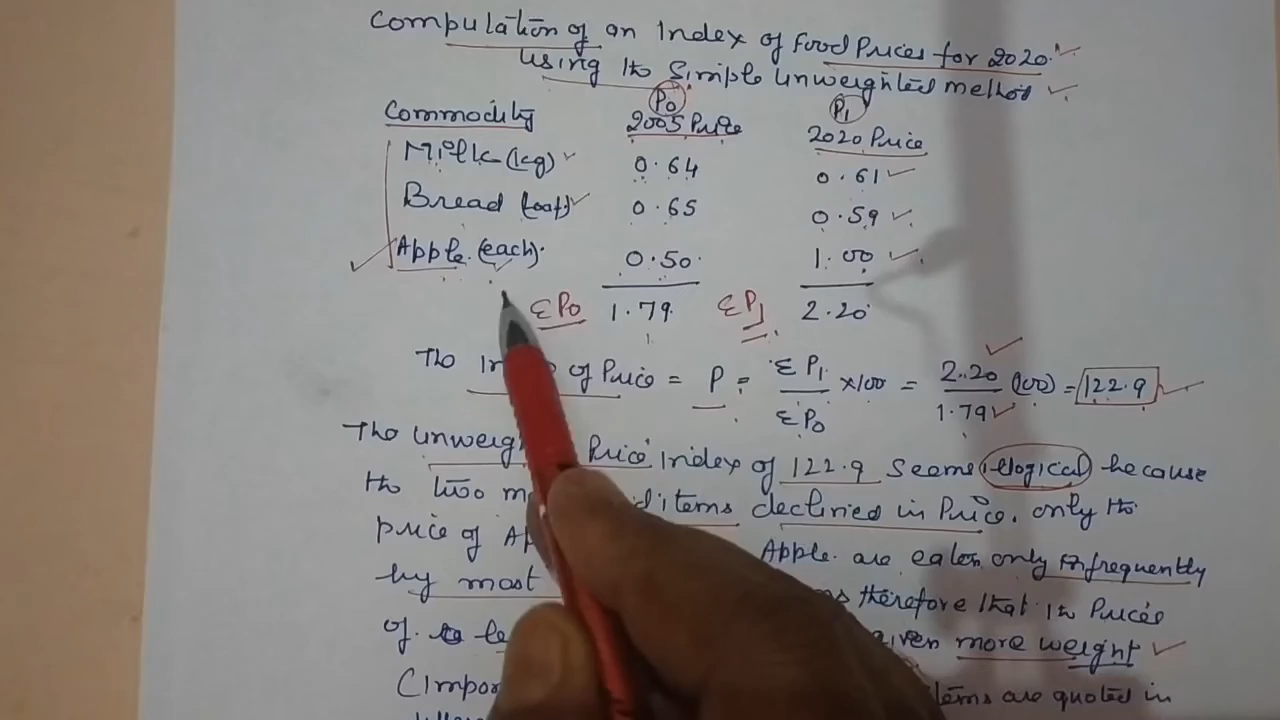 Computation of an Index of Food Prices for 2020.
using the Simple unweighted method
Commodity P0 2005 Price P1 2020 Price
Milk (kg) 0.64 0.61
Bread (loaf) 0.65 0.59
Apple (each). 0.50 1.00
ΣP0 1.79 ΣP1 2.20
The of Price = P = ΣP1/ΣP0 x100 = 2.20/1.79 (100) = 122.9
The Price index of 122.9 Seems illogical because
the two items declined in Price. only the
price of Apple. are eaten only infrequently
by most therefore that the Prices
of. given more weight
are quoted in